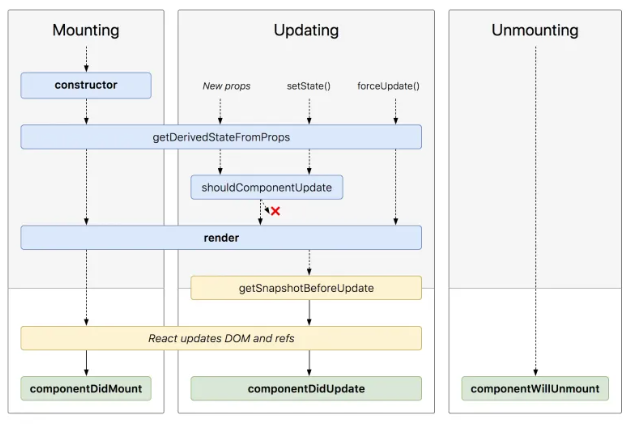 Mounting
Updating
Unmounting
constructor
New props
setState()
forceUpdate()
getDerivedStateFromProps
shouldComponentUpdate
render
getSnapshotBeforeUpdate
React updates DOM and refs
componentDidMount
componentDidUpdate
componentWillUnmount